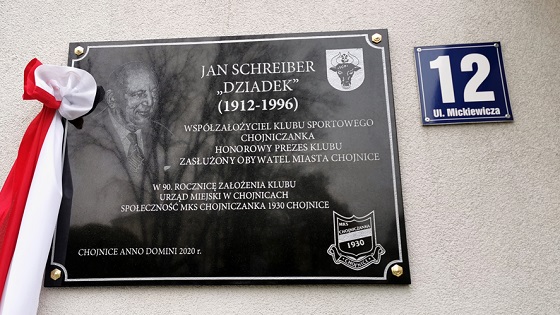 JAN SCHREIBER
„DZIADEK"
(1912-1996)
WSPÓŁZAŁOŻYCIEL KLUBU SPORTOWEGO
CHOJNICZANKA
HONOROWY PREZES KLUBU
ZASŁUŻONY OBYWATEL MIASTA CHOJNICE
W 90. ROCZNICĘ ZAŁOŻENIA KLUBU
URZĄD MIEJSKI W CHOJNICACH
SPOŁECZNOŚĆ MKS CHOJNICZANKA 1930 CHOJNICE
CHOJNICE ANNO DOMINI 2020 r.
MKS
CHOJNICZANKA
1930
CHOJNICE
12
Ul. Mickiewicza